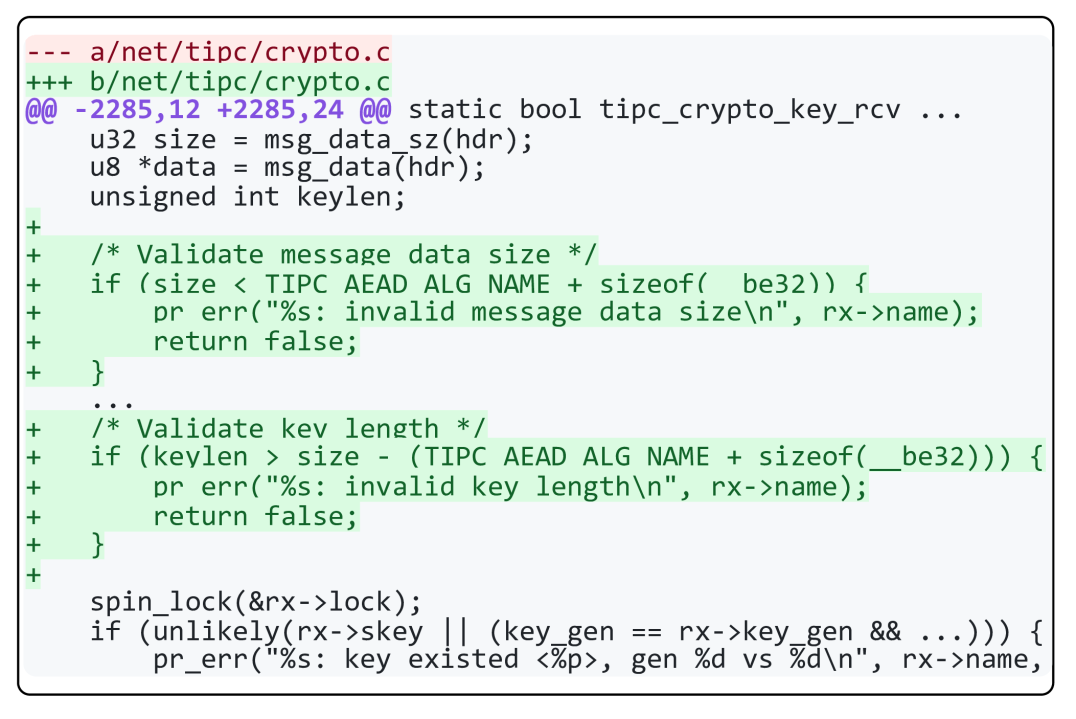 --- a/net/tipc/crypto.c
+++ b/net/tipc/crypto.c
@@ -2285,12 +2285,24 @@ static bool tipc_crypto_key_rcv ...
    u32 size = msg_data_sz(hdr);
    u8 *data = msg_data(hdr);
    unsigned int keylen;
+
+   /* Validate message data size */
+   if (size < TIPC_AEAD_ALG_NAME + sizeof(__be32)) {
+       pr_err("%s: invalid message data size\n", rx->name);
+       return false;
+   }
    ...
+   /* Validate key length */
+   if (keylen > size - (TIPC_AEAD_ALG_NAME + sizeof(__be32))) {
+       pr_err("%s: invalid key length\n", rx->name);
+       return false;
+   }
+
    spin_lock(&rx->lock);
    if (unlikely(rx->skey || (key_gen == rx->key_gen && ...))) {
        pr_err("%s: key existed <%p>, gen %d vs %d\n", rx->name,